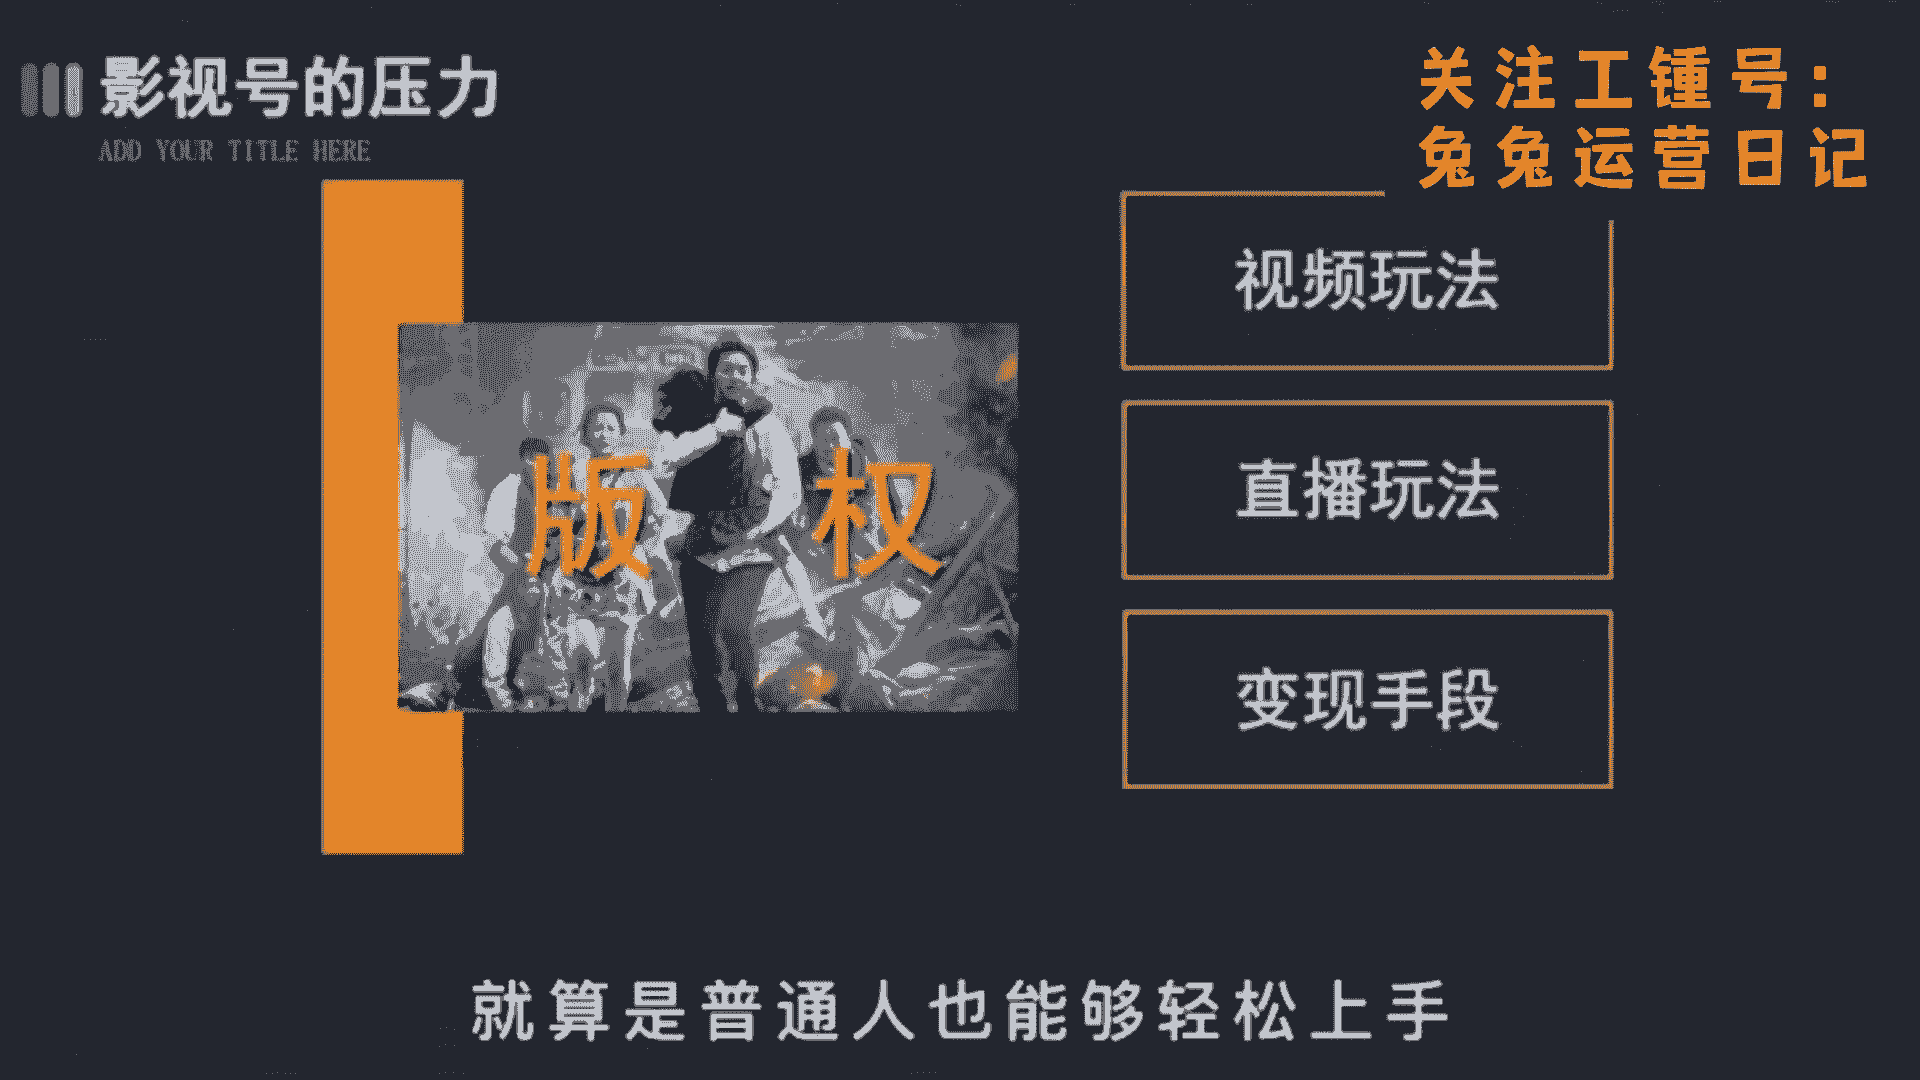 影视号的压力
ADD YOUR TITLE HERE
关注工锺号：
兔兔运营日记
版权
视频玩法
直播玩法
变现手段
就算是普通人也能够轻松上手